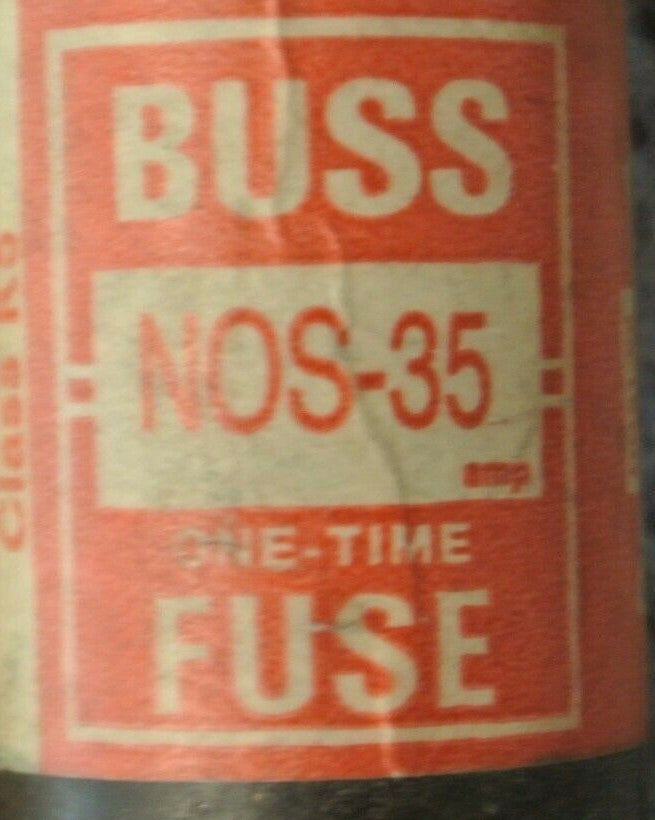 BUSS
NOS-35
amp
ONE-TIME
FUSE
Class K5